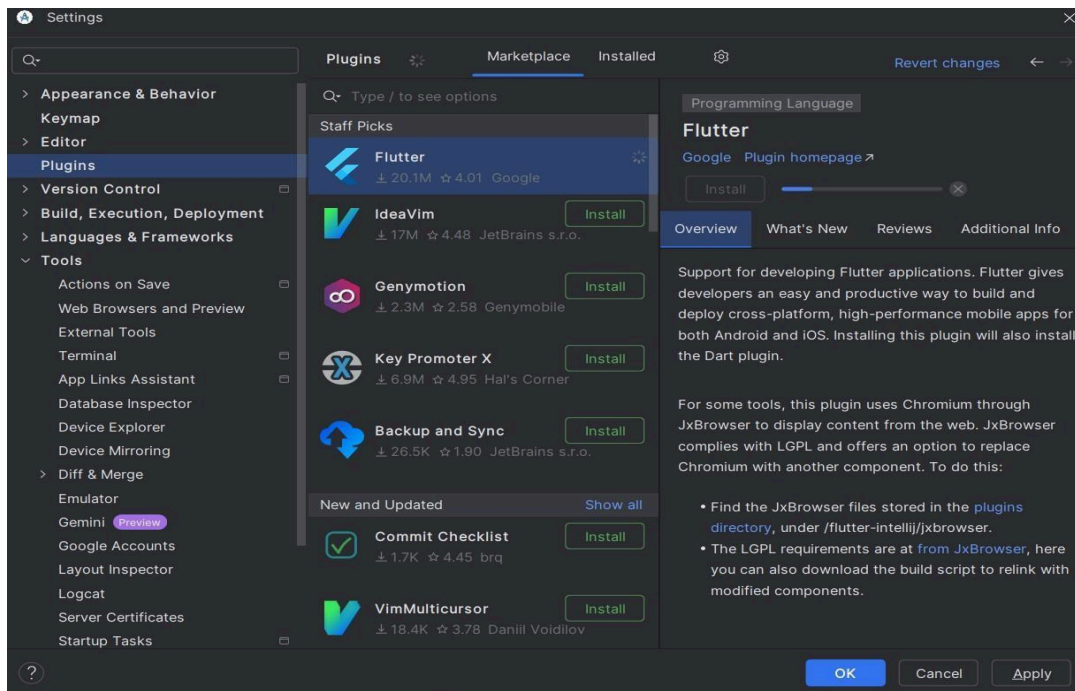 Settings
Appearance & Behavior
Keymap
Editor
Plugins
Version Control
Build, Execution, Deployment
Languages & Frameworks
Tools
Actions on Save
Web Browsers and Preview
External Tools
Terminal
App Links Assistant
Database Inspector
Device Explorer
Device Mirroring
Diff & Merge
Emulator
Gemini Preview
Google Accounts
Layout Inspector
Logcat
Server Certificates
Startup Tasks
Plugins Marketplace Installed
Revert changes
Type / to see options
Staff Picks
Flutter
20.1M 4.01 Google
IdeaVim Install
17M 4.48 JetBrains s.r.o.
Genymotion Install
2.3M 2.58 Genymobile
Key Promoter X Install
6.9M 4.95 Hal's Corner
Backup and Sync Install
26.5K 1.90 JetBrains s.r.o.
New and Updated Show all
Commit Checklist Install
1.7K 4.45 brq
VimMulticursor Install
18.4K 3.78 Daniil Voidilov
Programming Language
Flutter
Google Plugin homepage
Install
Overview What's New Reviews Additional Info
Support for developing Flutter applications. Flutter gives
developers an easy and productive way to build and
deploy cross-platform, high-performance mobile apps for
both Android and iOS. Installing this plugin will also install
the Dart plugin.
For some tools, this plugin uses Chromium through
JxBrowser to display content from the web. JxBrowser
complies with LGPL and offers an option to replace
Chromium with another component. To do this:
• Find the JxBrowser files stored in the plugins
directory, under /flutter-intellij/jxbrowser.
• The LGPL requirements are at from JxBrowser, here
you can also download the build script to relink with
modified components.
?
OK Cancel Apply